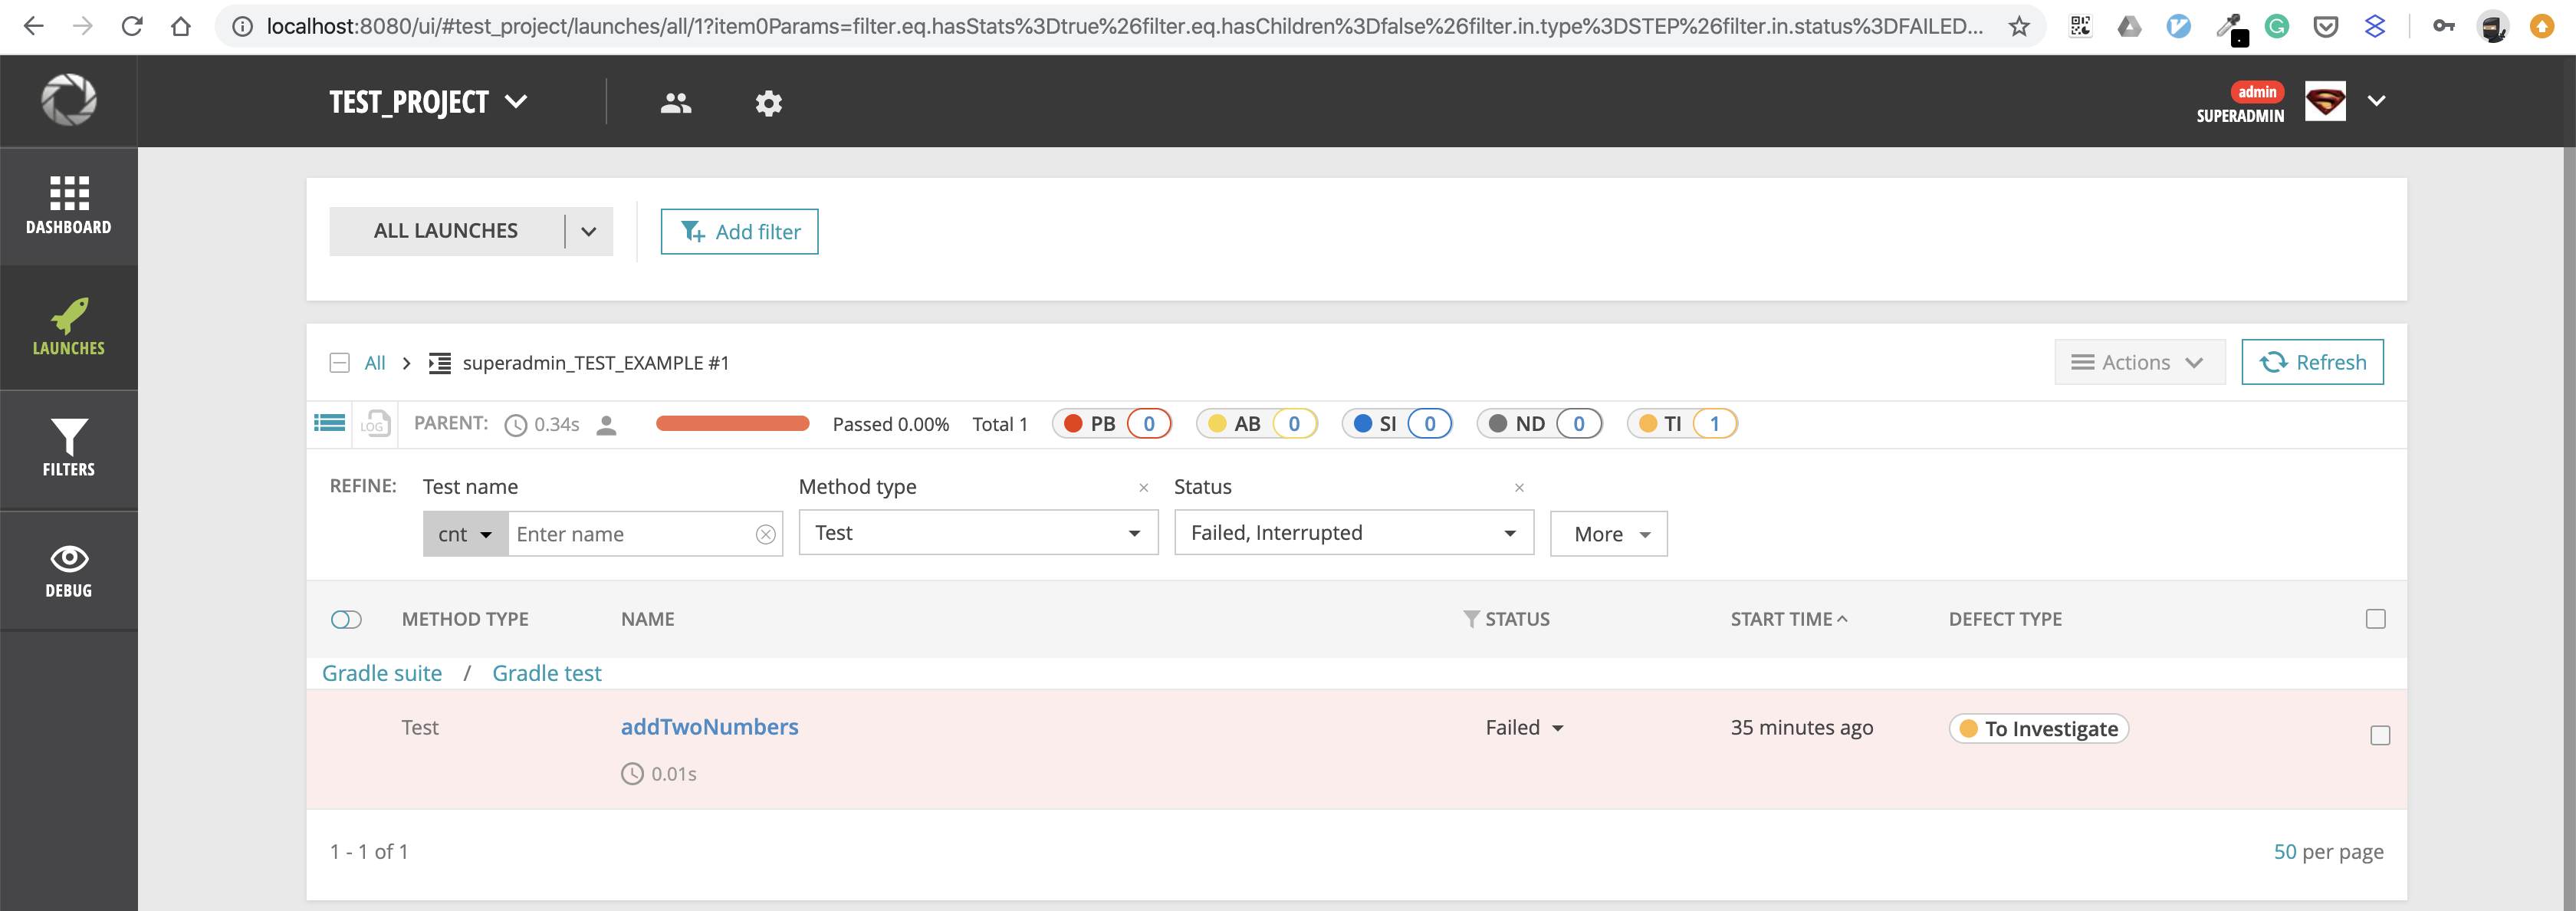 localhost:8080/ui/#test_project/launches/all/1?item0Params=filter.eq.hasStats%3Dtrue%26filter.eq.hasChildren%3Dfalse%26filter.in.type%3DSTEP%26filter.in.status%3DFAILED...
TEST_PROJECT
admin
SUPERADMIN
DASHBOARD
LAUNCHES
FILTERS
DEBUG
ALL LAUNCHES
Add filter
All > superadmin_TEST_EXAMPLE #1
Actions
Refresh
LOG PARENT: 0.34s Passed 0.00% Total 1 PB 0 AB 0 SI 0 ND 0 TI 1
REFINE: Test name Method type × Status ×
cnt Enter name Test Failed, Interrupted More
METHOD TYPE NAME STATUS START TIME DEFECT TYPE
Gradle suite / Gradle test
Test addTwoNumbers Failed 35 minutes ago To Investigate
0.01s
1 - 1 of 1
50 per page